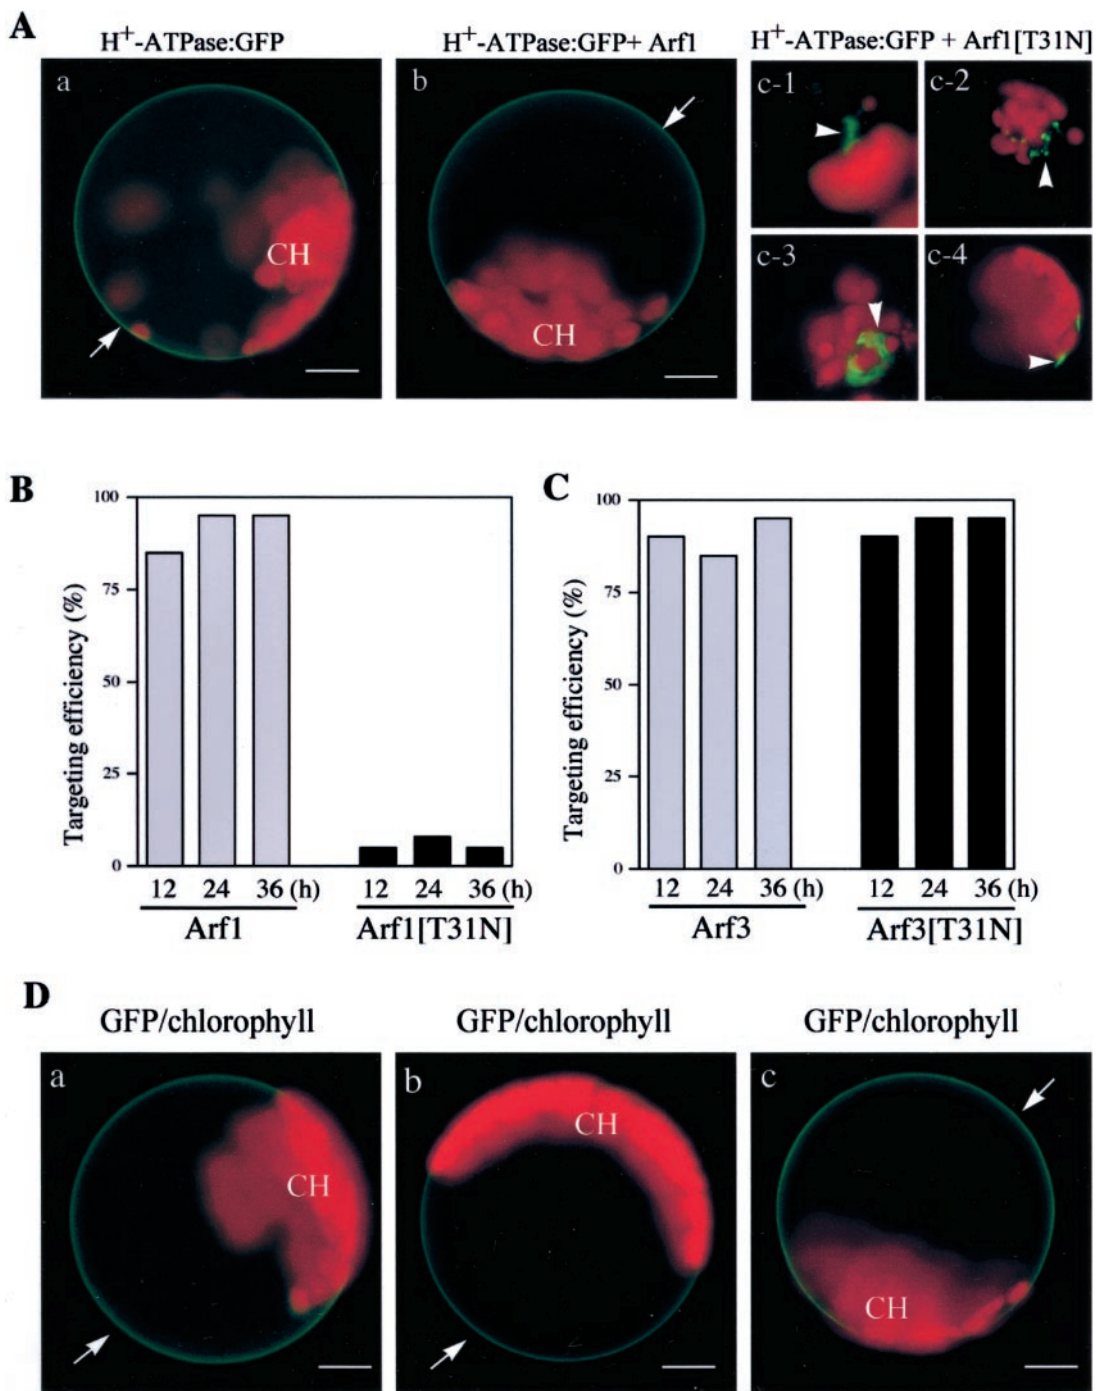 A
H+-ATPase:GFP
H+-ATPase:GFP+ Arf1
H+-ATPase:GFP + Arf1[T31N]
a
b
c-1
c-2
c-3
c-4
CH
CH
B
Targeting efficiency (%)
100
75
50
25
0
12 24 36 (h)
12 24 36 (h)
Arf1
Arf1[T31N]
C
Targeting efficiency (%)
100
75
50
25
0
12 24 36 (h)
12 24 36 (h)
Arf3
Arf3[T31N]
D
GFP/chlorophyll
GFP/chlorophyll
GFP/chlorophyll
a
b
c
CH
CH
CH